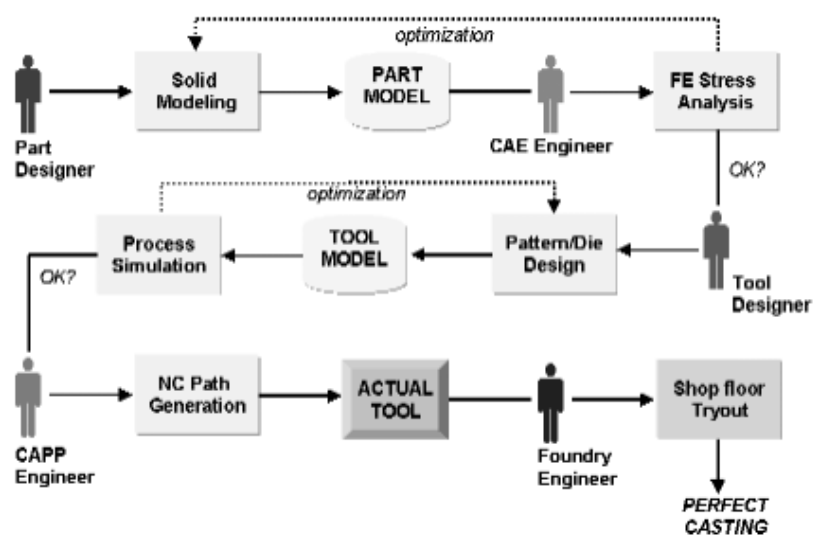 optimization
Solid
Modeling
PART
MODEL
FE Stress
Analysis
Part
Designer
CAE Engineer
OK?
optimization
Process
Simulation
TOOL
MODEL
Pattern/Die
Design
OK?
Tool
Designer
NC Path
Generation
ACTUAL
TOOL
Shop floor
Tryout
CAPP
Engineer
Foundry
Engineer
PERFECT
CASTING